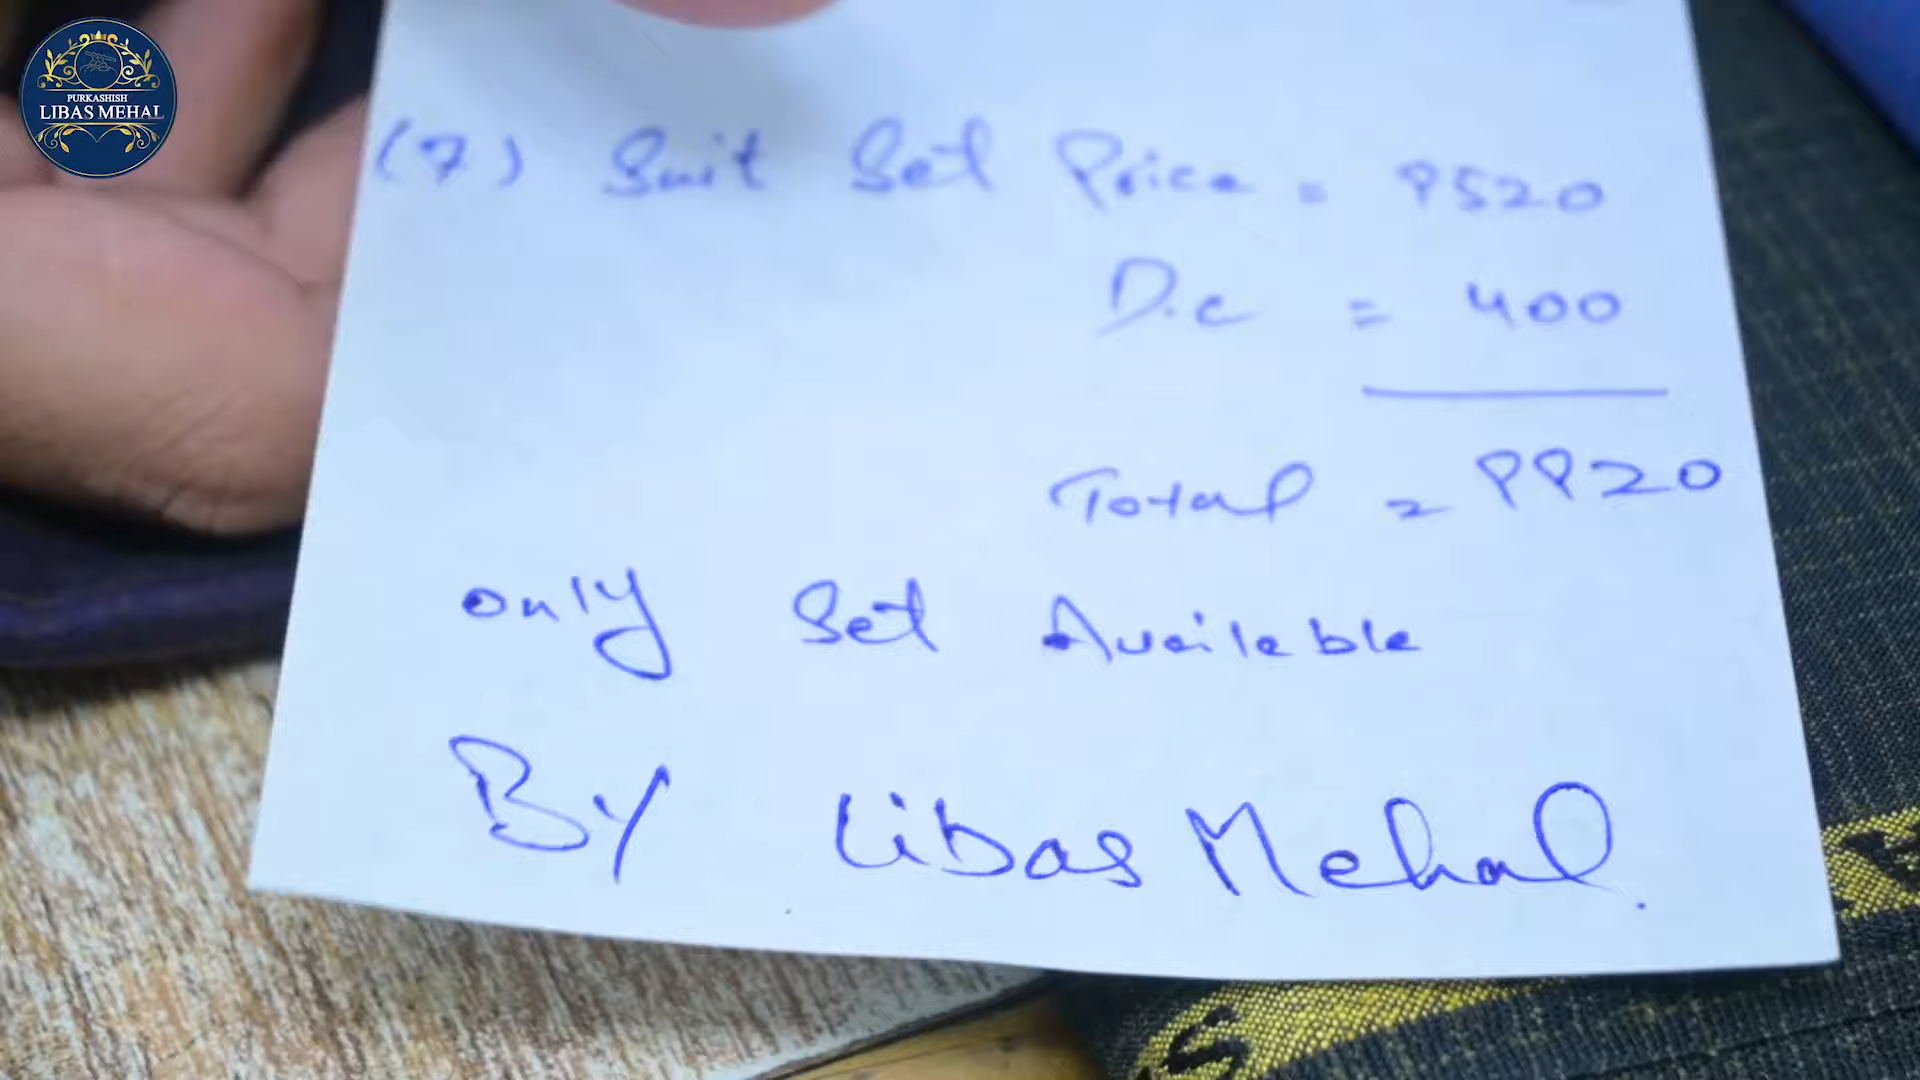 PURKASHISH
LIBAS MEHAL
(7) Suit Set Price = 9520
D.c = 400
Total = 9920
only Set Available
By Libas Mehal.